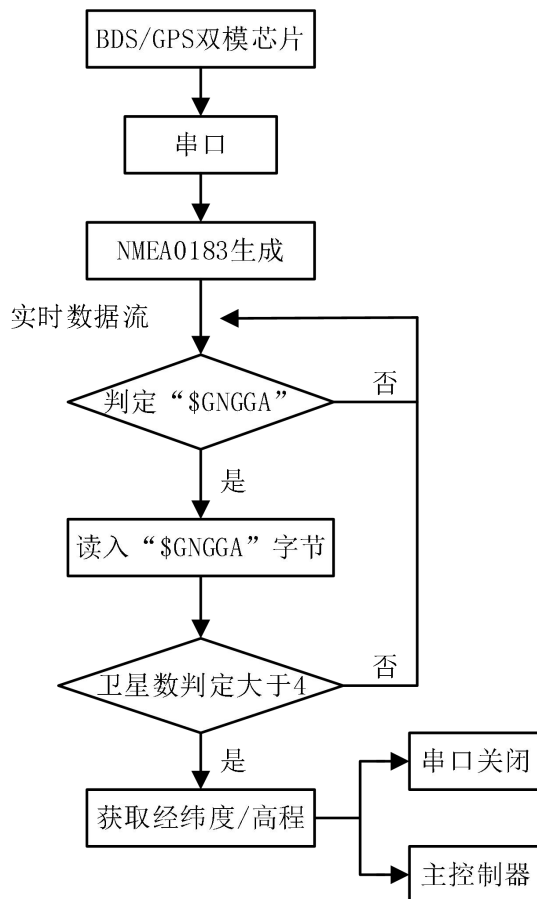 BDS/GPS双模芯片
串口
NMEA0183生成
实时数据流
判定“$GNGGA”
否
是
读入“$GNGGA”字节
卫星数判定大于4
否
是
获取经纬度/高程
串口关闭
主控制器